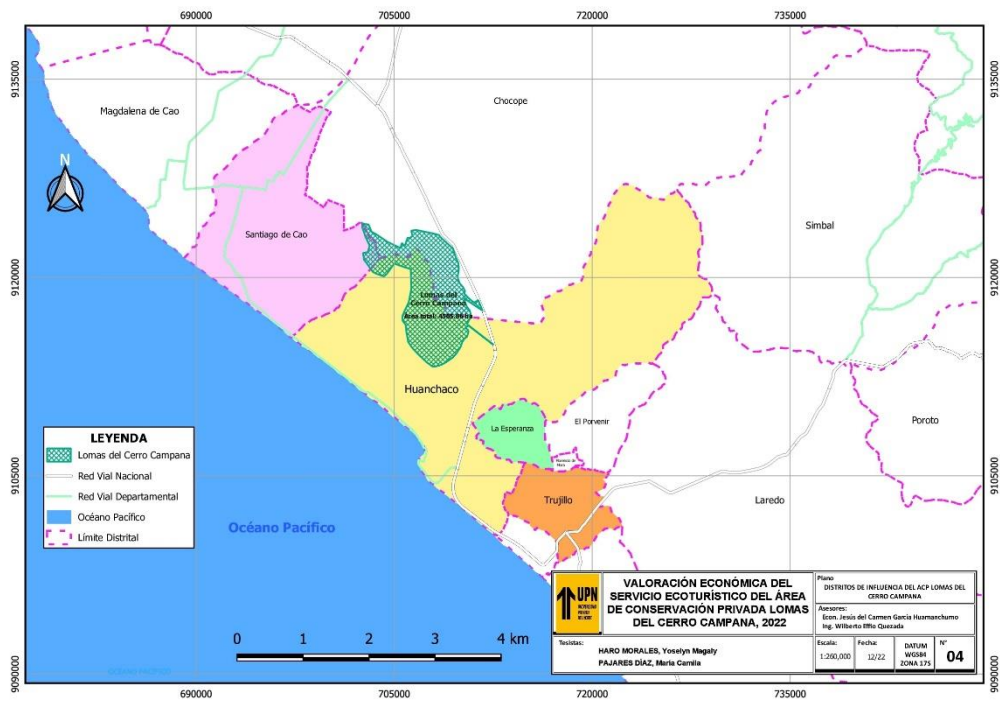 690000
705000
720000
735000
9135000
9135000
Chocope
Magdalena de Cao
N
Simbal
Santiago de Cao
9120000
9120000
Lomas del
Cerro Campana
Huanchaco
El Porvenir
La Esperanza
Poroto
LEYENDA
Lomas del Cerro Campana
Red Vial Nacional
Red Vial Departamental
Océano Pacífico
Límite Distrital
9105000
9105000
Trujillo
Laredo
Océano Pacífico
0 1 2 3 4 km
OCÉANO PACÍFICO
UPN
VALORACIÓN ECONÓMICA DEL
SERVICIO ECOTURÍSTICO DEL ÁREA
DE CONSERVACIÓN PRIVADA LOMAS
DEL CERRO CAMPANA, 2022
Plano
DISTRITOS DE INFLUENCIA DEL ACP LOMAS DEL
CERRO CAMPANA
Asesores:
Econ. Jesús del Carmen García Huamanchumo
Ing. Wilberto Effio Quezada
Tesistas:
HARO MORALES, Yoselyn Magaly
PAJARES DÍAZ, Maria Camila
Escala:
1:260,000
Fecha:
12/22
DATUM
WGS84
ZONA 17S
N°
04
9090000
9090000
690000
705000
720000
735000